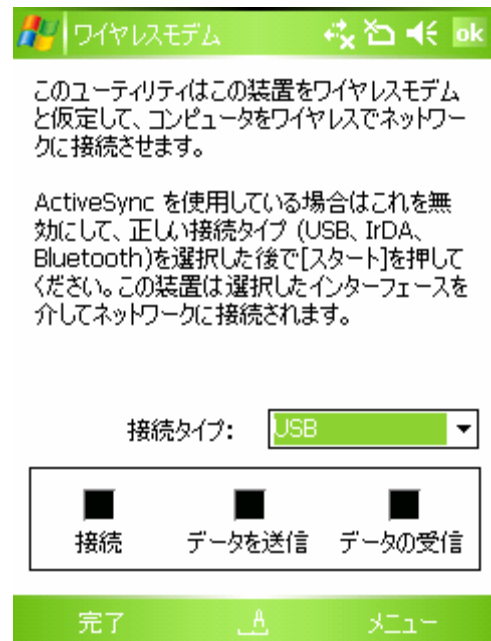 ワイヤレスモデム ok
このユーティリティはこの装置をワイヤレスモデム
と仮定して、コンピュータをワイヤレスでネットワー
クに接続させます。
ActiveSync を使用している場合はこれを無
効にして、正しい接続タイプ (USB、IrDA、
Bluetooth)を選択した後で[スタート]を押して
ください。この装置は選択したインターフェースを
介してネットワークに接続されます。
接続タイプ: USB
接続 データを送信 データの受信
完了 メニュー